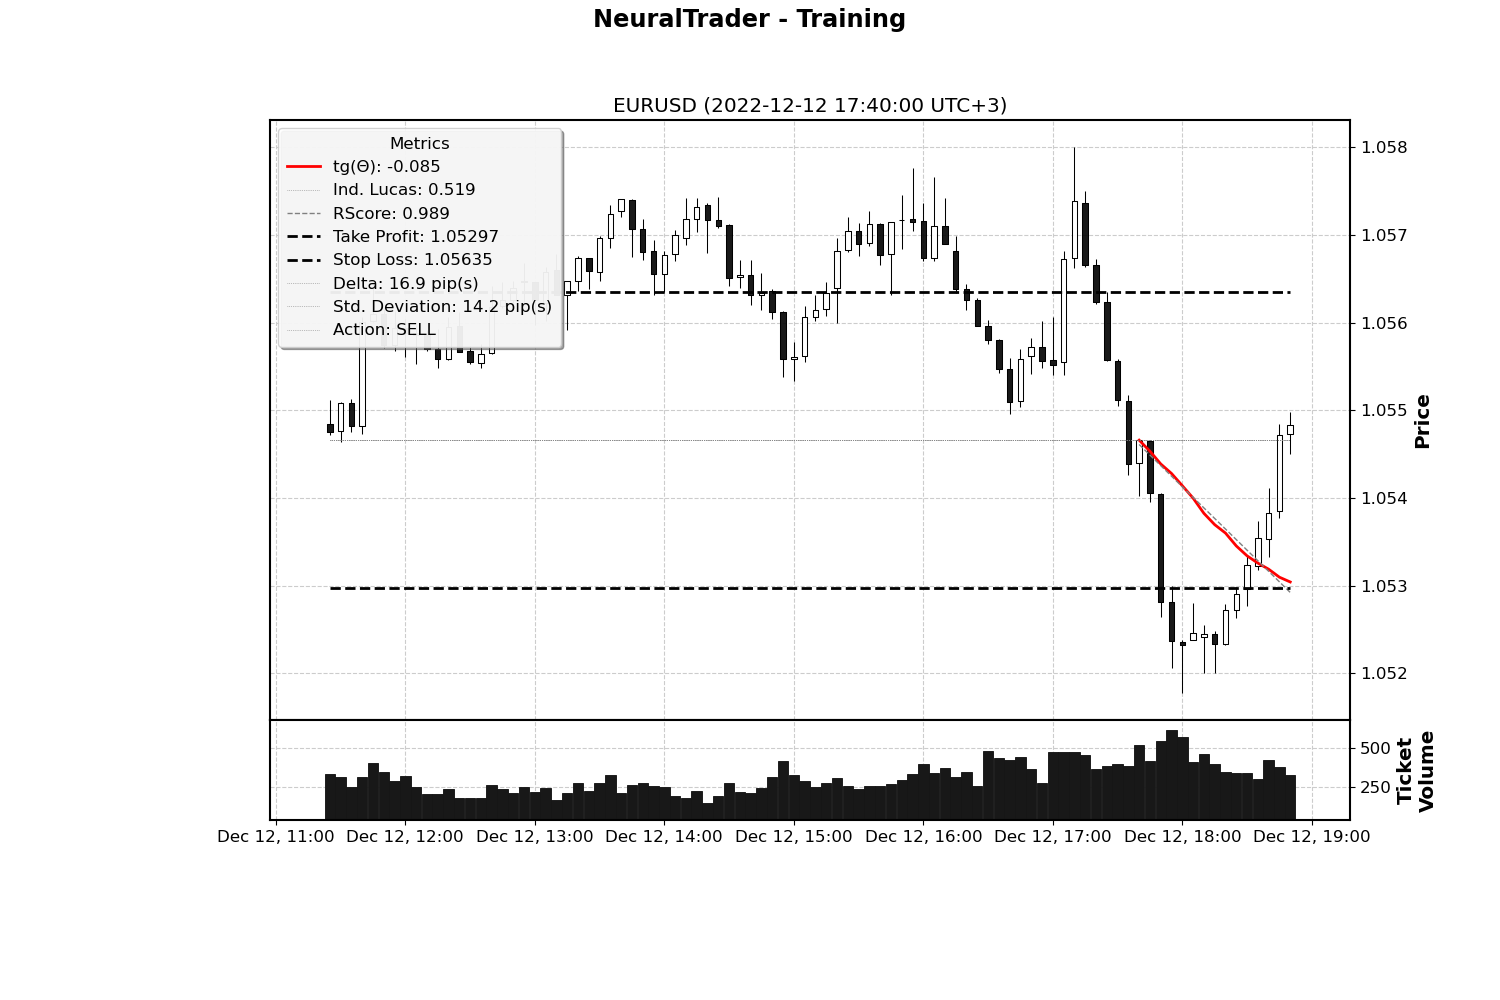 NeuralTrader - Training
EURUSD (2022-12-12 17:40:00 UTC+3)
Metrics
tg(Θ): -0.085
Ind. Lucas: 0.519
RScore: 0.989
Take Profit: 1.05297
Stop Loss: 1.05635
Delta: 16.9 pip(s)
Std. Deviation: 14.2 pip(s)
Action: SELL
1.058
1.057
1.056
1.055
1.054
1.053
1.052
Price
500
250
Ticket
Volume
Dec 12, 11:00
Dec 12, 12:00
Dec 12, 13:00
Dec 12, 14:00
Dec 12, 15:00
Dec 12, 16:00
Dec 12, 17:00
Dec 12, 18:00
Dec 12, 19:00